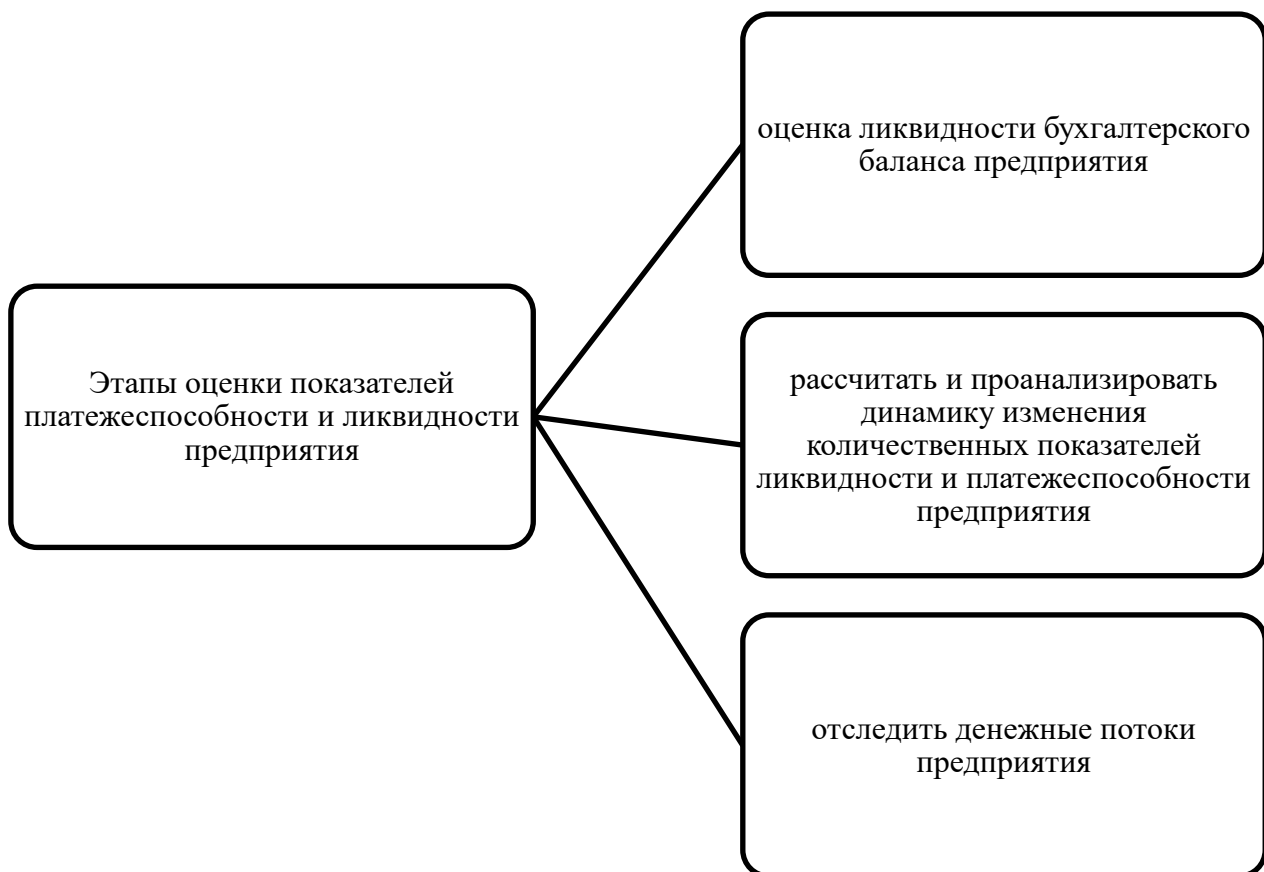 Этапы оценки показателей
платежеспособности и ликвидности
предприятия
оценка ликвидности бухгалтерского
баланса предприятия
рассчитать и проанализировать
динамику изменения
количественных показателей
ликвидности и платежеспособности
предприятия
отследить денежные потоки
предприятия